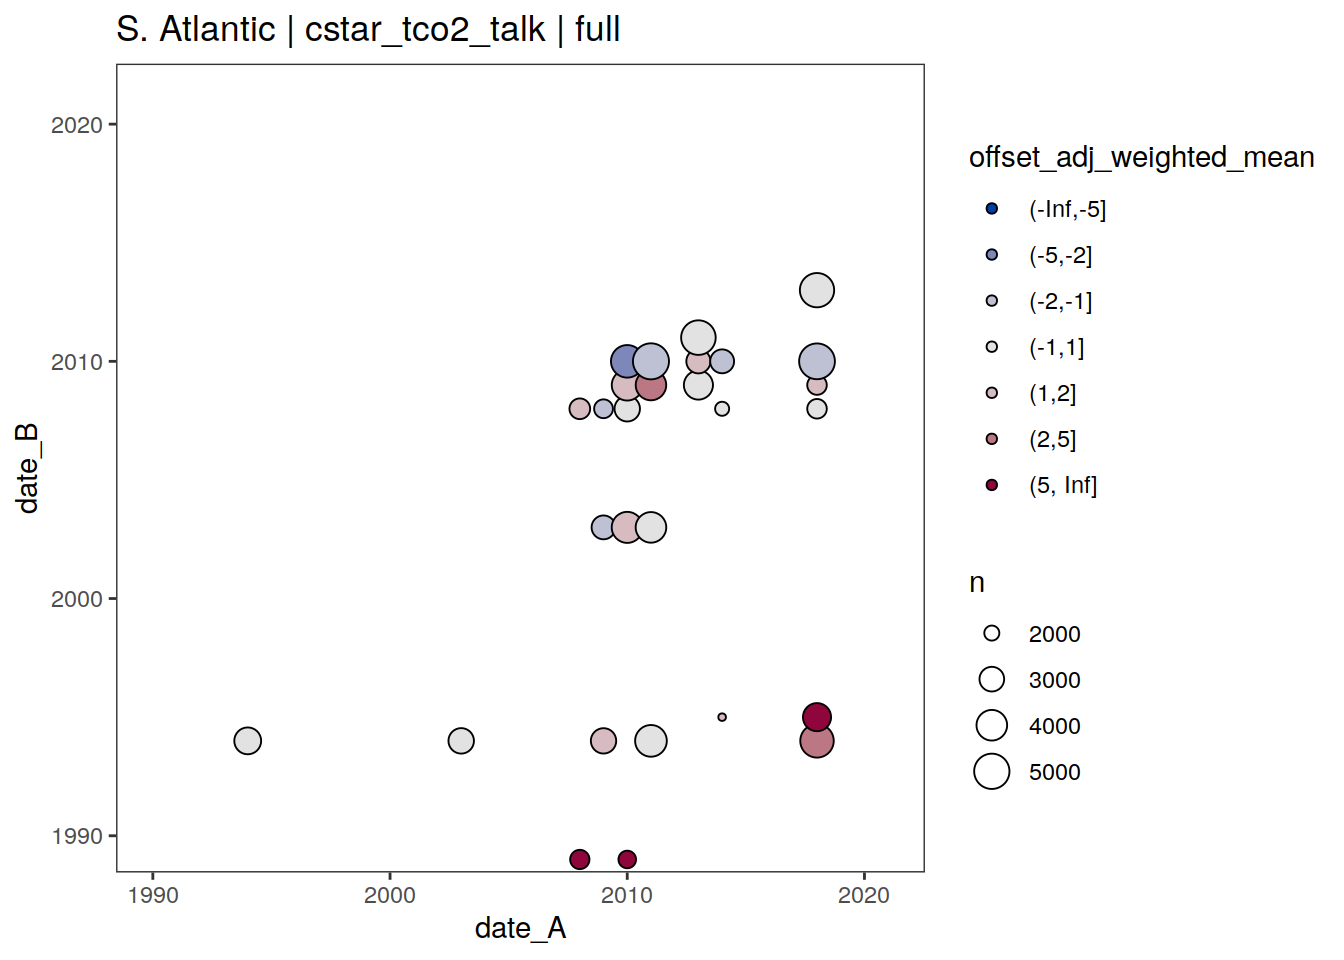 S. Atlantic | cstar_tco2_talk | full
2020
2010
2000
1990
date_B
1990
2000
2010
2020
date_A
offset_adj_weighted_mean
(-Inf,-5]
(-5,-2]
(-2,-1]
(-1,1]
(1,2]
(2,5]
(5, Inf]
n
2000
3000
4000
5000